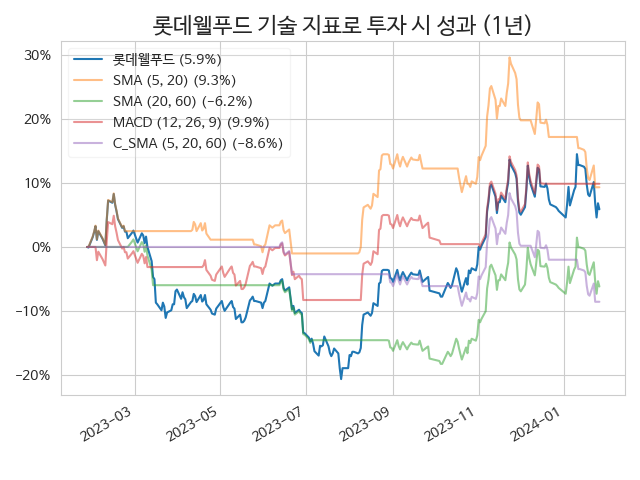 롯데웰푸드 기술 지표로 투자 시 성과 (1년)
30%
20%
10%
0%
−10%
−20%
롯데웰푸드 (5.9%)
SMA (5, 20) (9.3%)
SMA (20, 60) (−6.2%)
MACD (12, 26, 9) (9.9%)
C_SMA (5, 20, 60) (−8.6%)
2023−03
2023−05
2023−07
2023−09
2023−11
2024−01